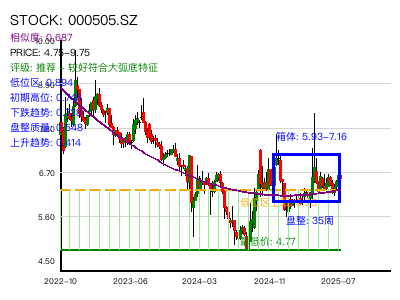 STOCK: 000505.SZ
相似度: 0.687
PRICE: 4.75-9.75
评级: 推荐 - 较好符合大弧底特征
低位区: 0.894
初期高位:
下跌趋势:
盘整质量: 0.648
上升趋势: 0.414
箱体: 5.93-7.16
6.70
5.60
盘整: 35周
最低价: 4.77
4.50
2022-10
2023-06
2024-03
2024-11
2025-07